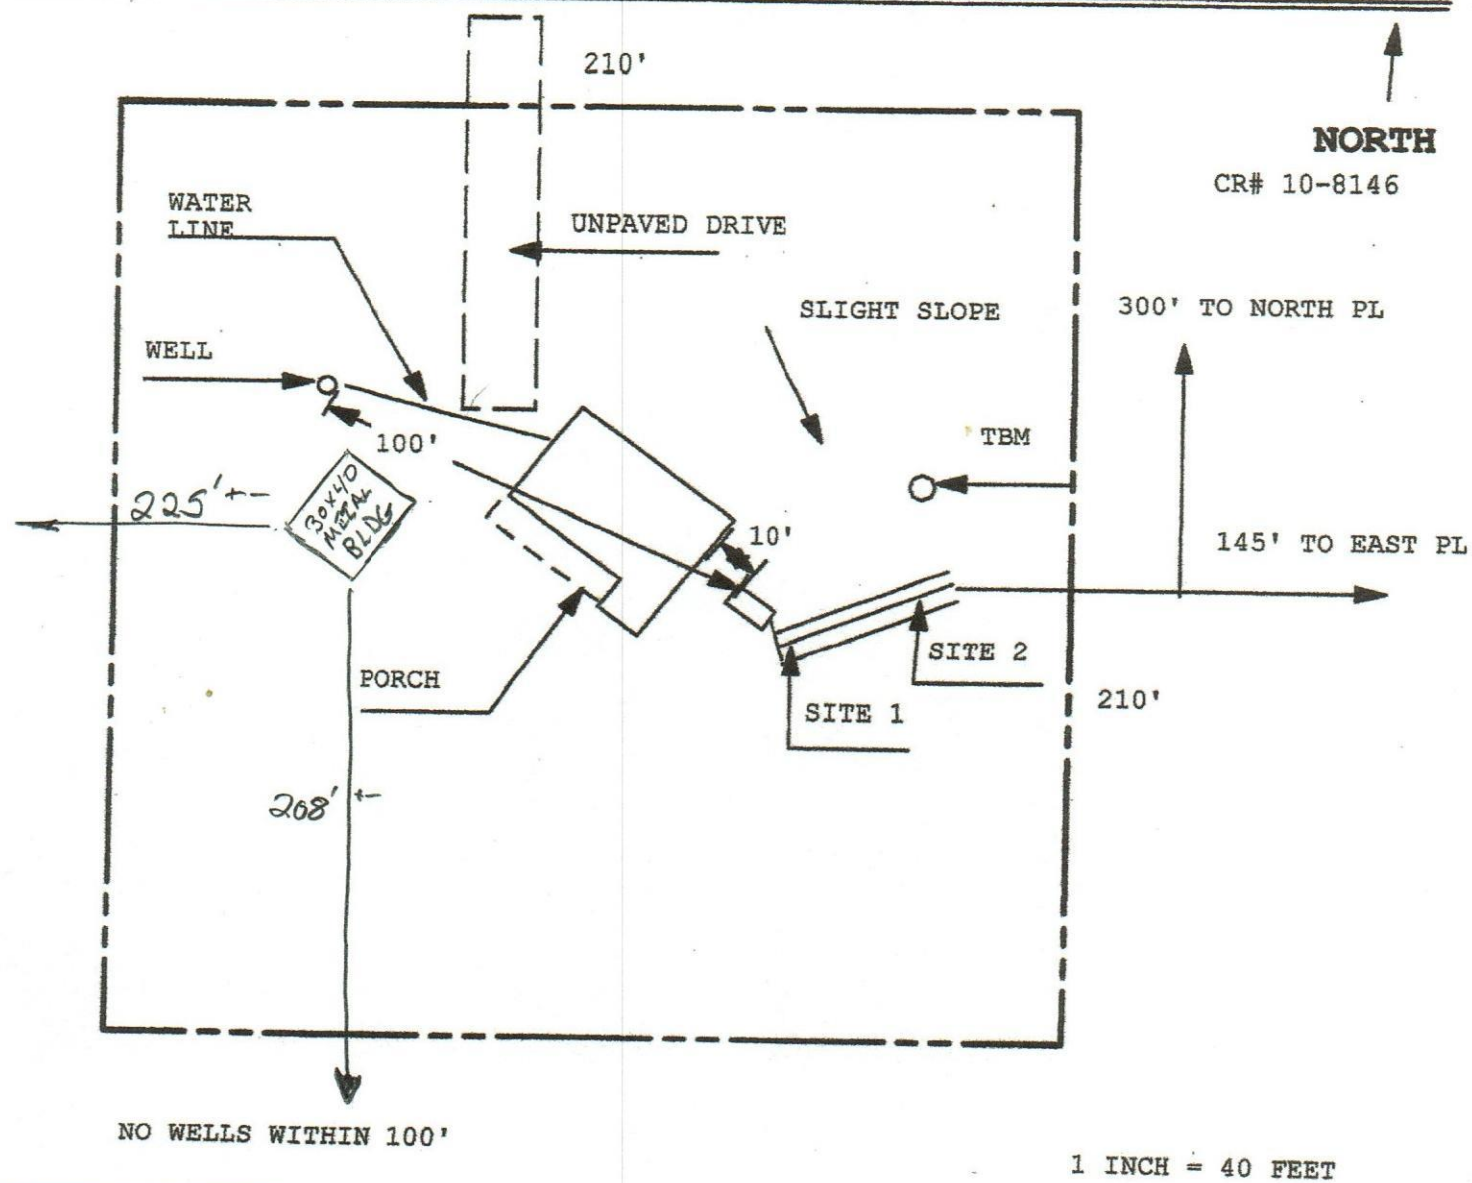 210'
NORTH
CR# 10-8146
WATER
LINE
UNPAVED DRIVE
SLIGHT SLOPE
300' TO NORTH PL
WELL
100'
TBM
225' +-
30x40
METAL
BLDG
10'
145' TO EAST PL
PORCH
SITE 2
SITE 1
210'
208' +-
NO WELLS WITHIN 100'
1 INCH = 40 FEET